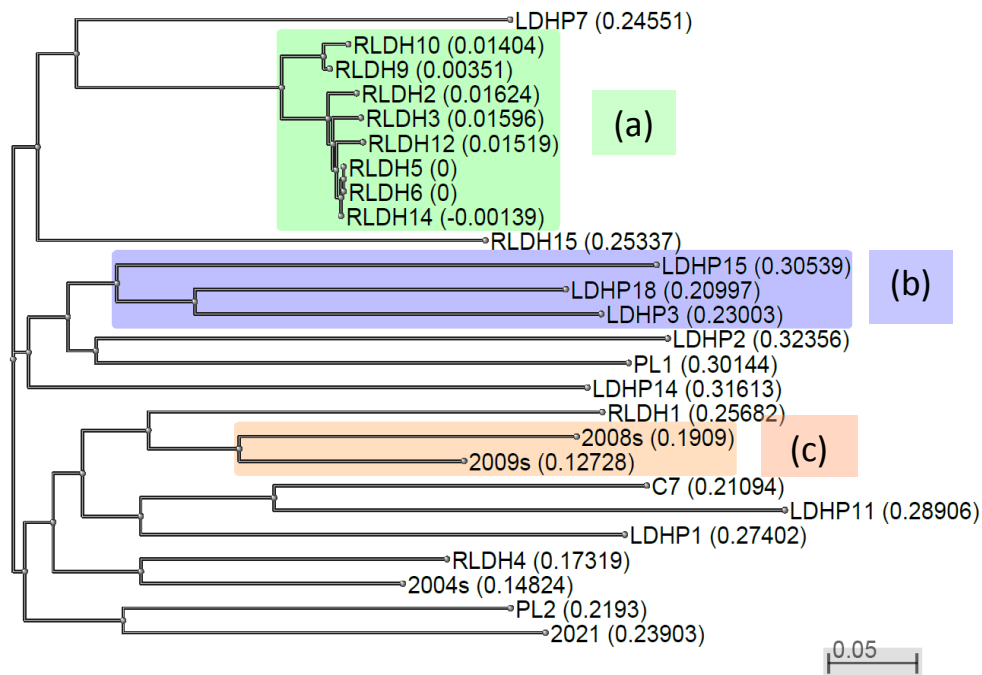 LDHP7 (0.24551)
RLDH10 (0.01404)
RLDH9 (0.00351)
RLDH2 (0.01624)
RLDH3 (0.01596)
(a)
RLDH12 (0.01519)
RLDH5 (0)
RLDH6 (0)
RLDH14 (-0.00139)
RLDH15 (0.25337)
LDHP15 (0.30539)
LDHP18 (0.20997)
(b)
LDHP3 (0.23003)
LDHP2 (0.32356)
PL1 (0.30144)
LDHP14 (0.31613)
RLDH1 (0.25682)
2008s (0.1909)
(c)
2009s (0.12728)
C7 (0.21094)
LDHP11 (0.28906)
LDHP1 (0.27402)
RLDH4 (0.17319)
2004s (0.14824)
PL2 (0.2193)
2021 (0.23903)
0.05